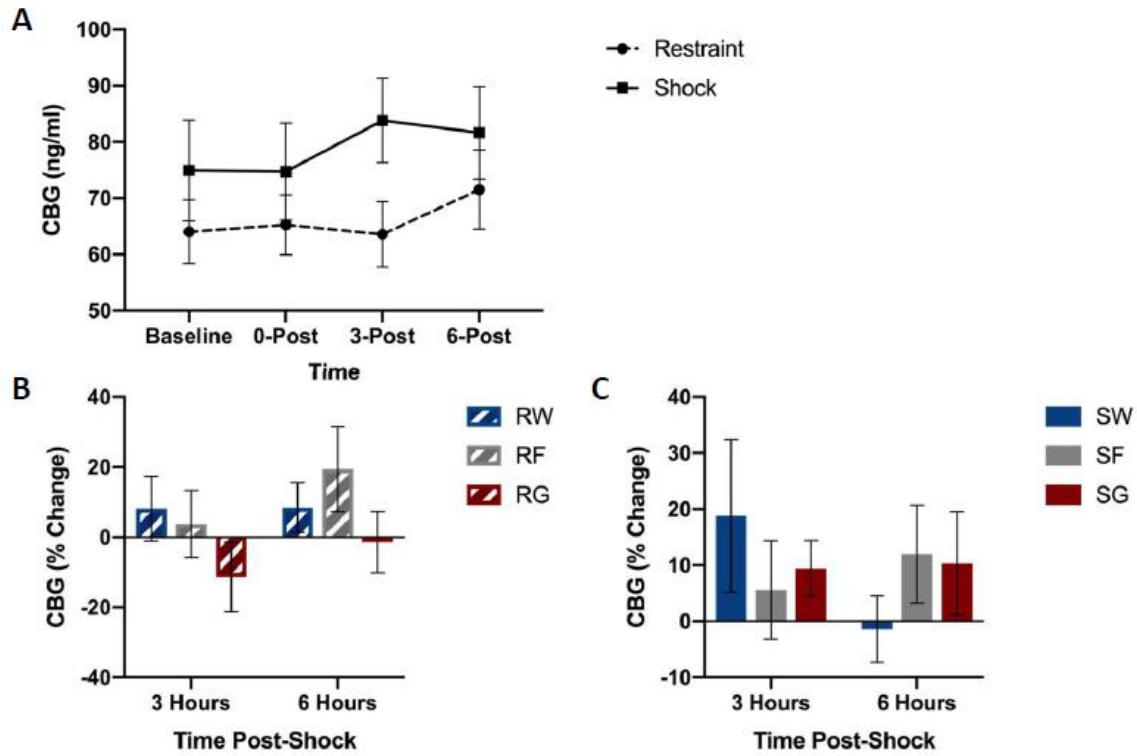 A
100
90
80
70
60
50
CBG (ng/ml)
Baseline 0-Post 3-Post 6-Post
Time
Restraint
Shock
B
40
20
0
-20
-40
CBG (% Change)
3 Hours 6 Hours
Time Post-Shock
RW
RF
RG
C
40
30
20
10
0
-10
CBG (% Change)
3 Hours 6 Hours
Time Post-Shock
SW
SF
SG